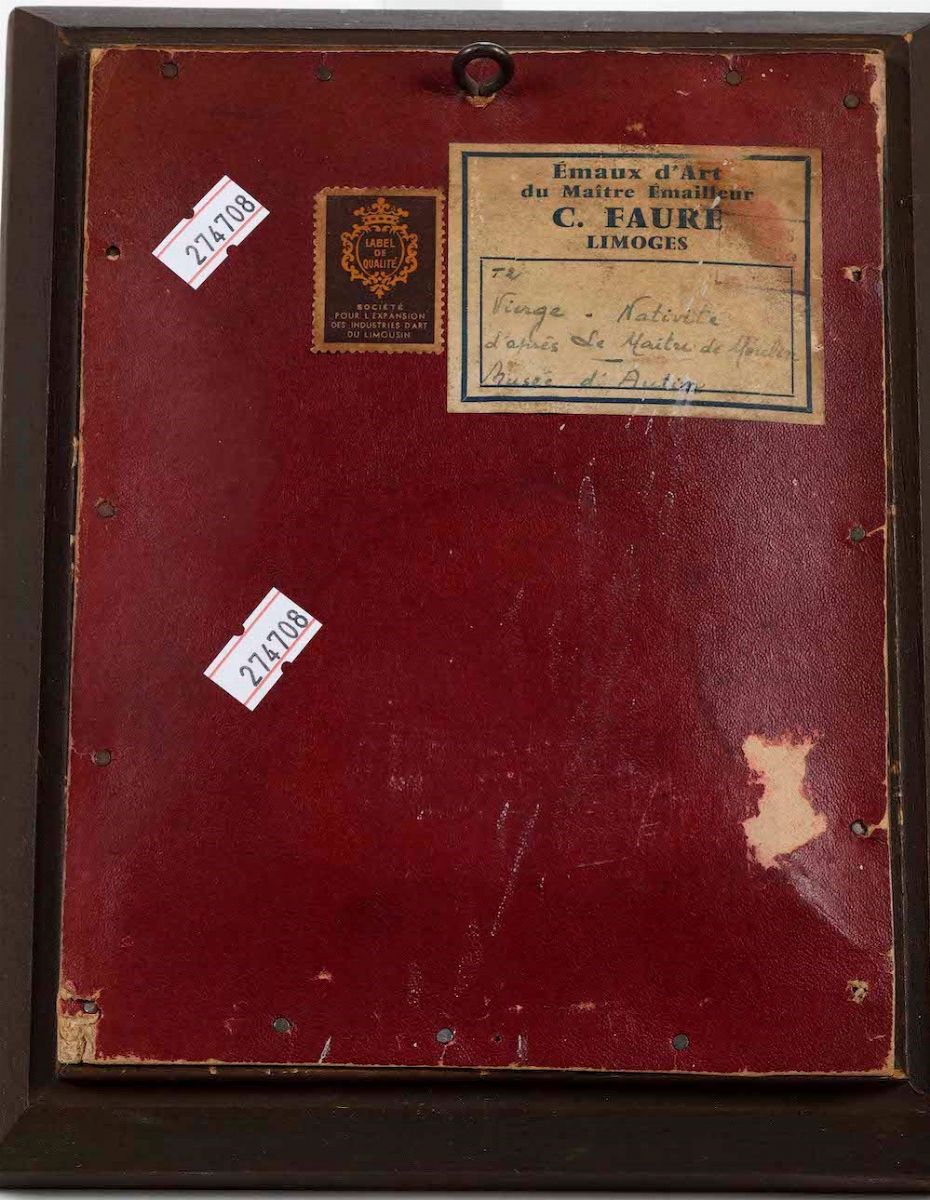 274708
LABEL
DE
QUALITÉ
SOCIÉTÉ
POUR L'EXPANSION
DES INDUSTRIES D'ART
DU LIMOUSIN
Émaux d'Art
du Maître Émailleur
C. FAURÉ
LIMOGES
Vierge - Nativité
d'après Le Maître de Moulin
Musée d'Autun
274708